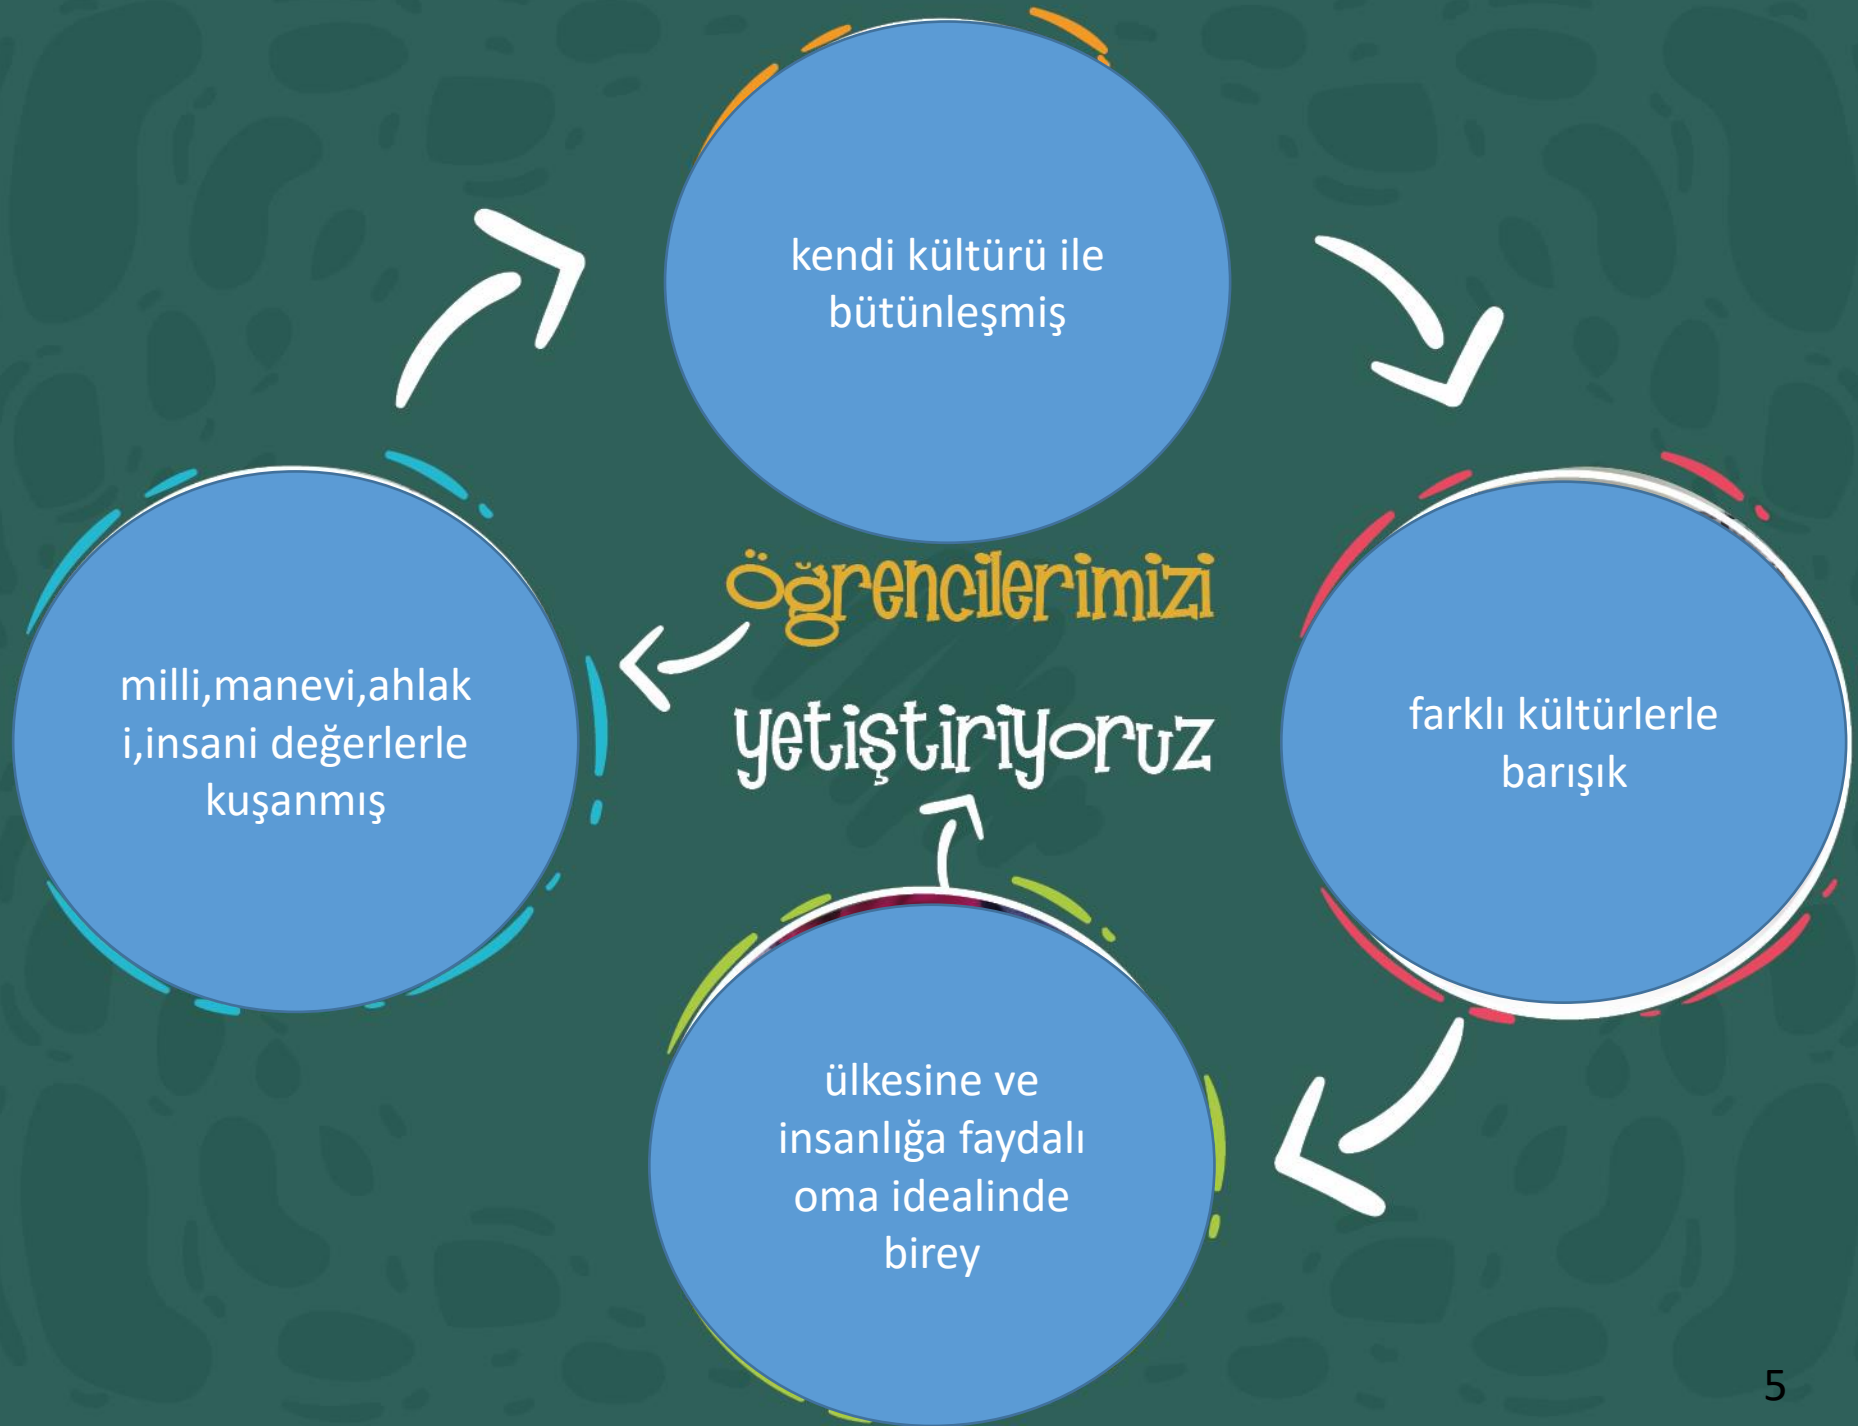 kendi kültürü ile
bütünleşmiş
Öğrencilerimizi
milli,manevi,ahlak
i,insani değerlerle
kuşanmış
yetiştiriyoruz
farklı kültürlerle
barışık
ülkesine ve
insanlığa faydalı
oma idealinde
birey
5